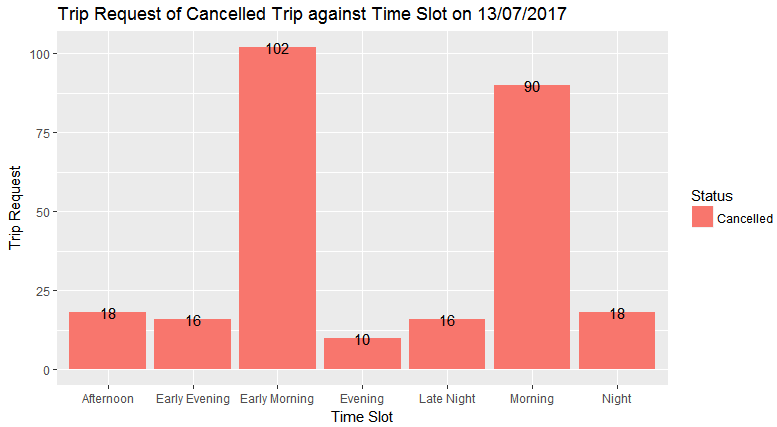 Trip Request of Cancelled Trip against Time Slot on 13/07/2017
Trip Request
100
75
50
25
0
18
16
102
10
16
90
18
Afternoon Early Evening Early Morning Evening Late Night Morning Night
Time Slot
Status
Cancelled